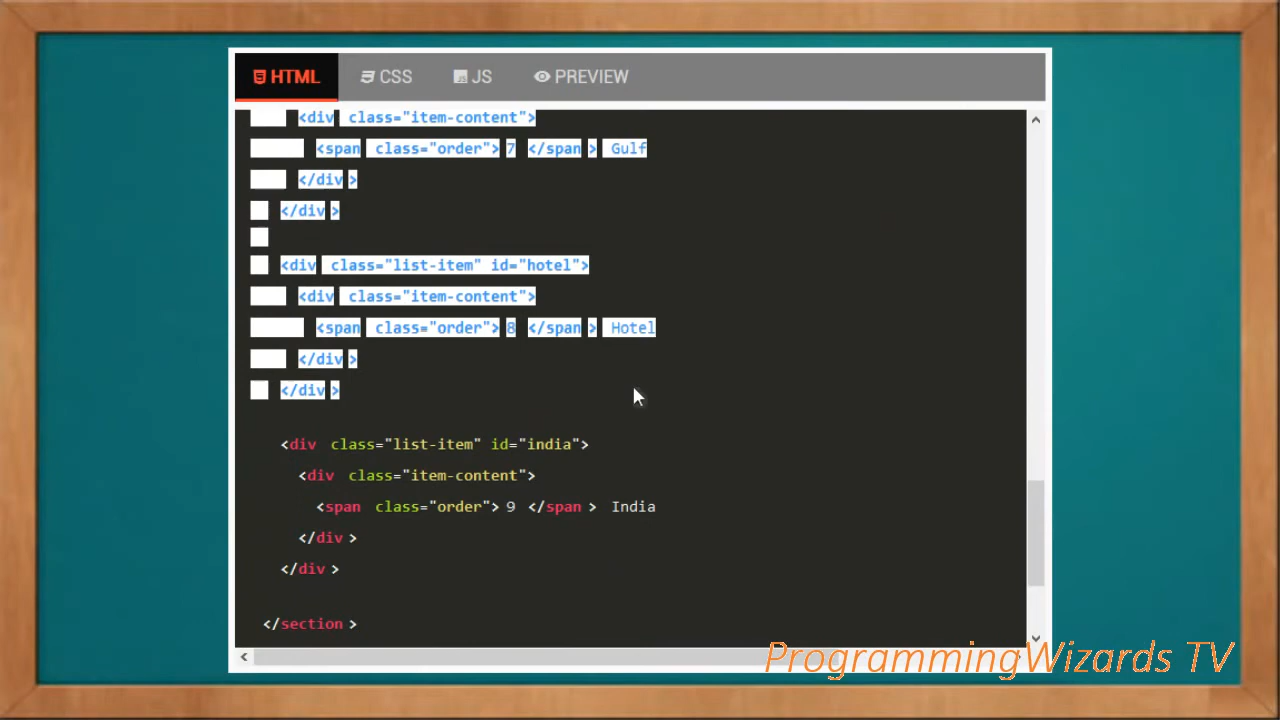 HTML CSS JS PREVIEW
<div class="item-content">
<span class="order"> 7 </span > Gulf
</div >
</div >
<div class="list-item" id="hotel">
<div class="item-content">
<span class="order"> 8 </span > Hotel
</div >
</div >
<div class="list-item" id="india">
<div class="item-content">
<span class="order"> 9 </span > India
</div >
</div >
</section >
ProgrammingWizards TV